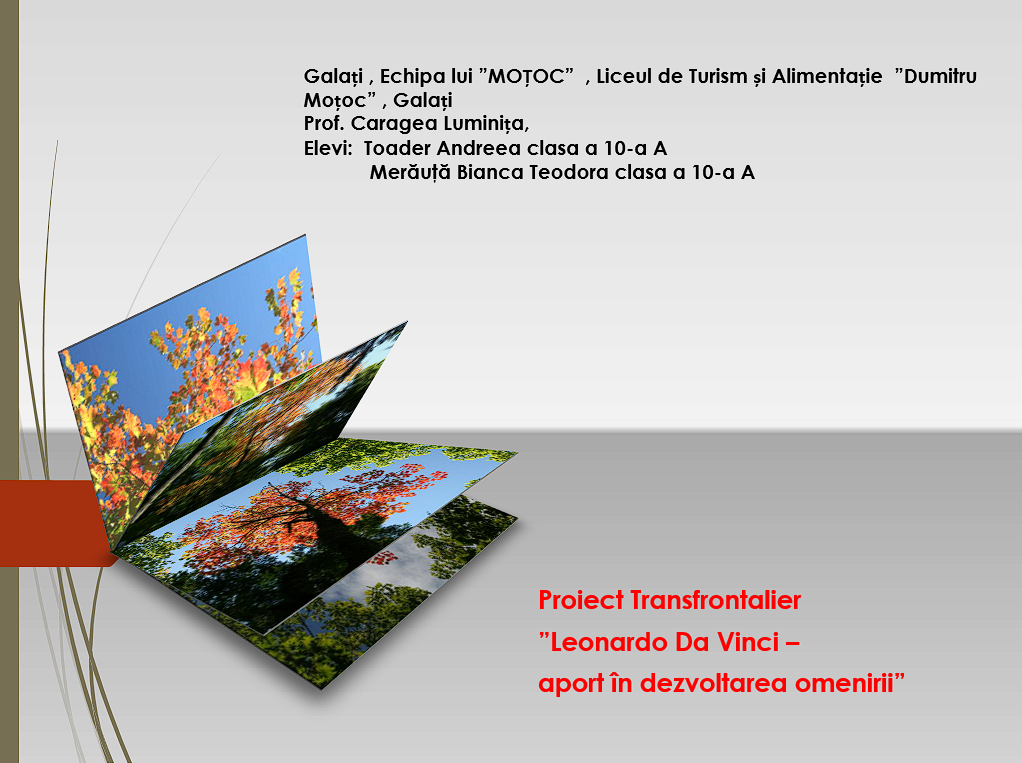 Galați , Echipa lui ”MOȚOC”  , Liceul de Turism și Alimentație  ”Dumitru
Moțoc” , Galați
Prof. Caragea Luminița,
Elevi:  Toader Andreea clasa a 10-a A
Merăuță Bianca Teodora clasa a 10-a A
Proiect Transfrontalier
”Leonardo Da Vinci –
aport în dezvoltarea omenirii”